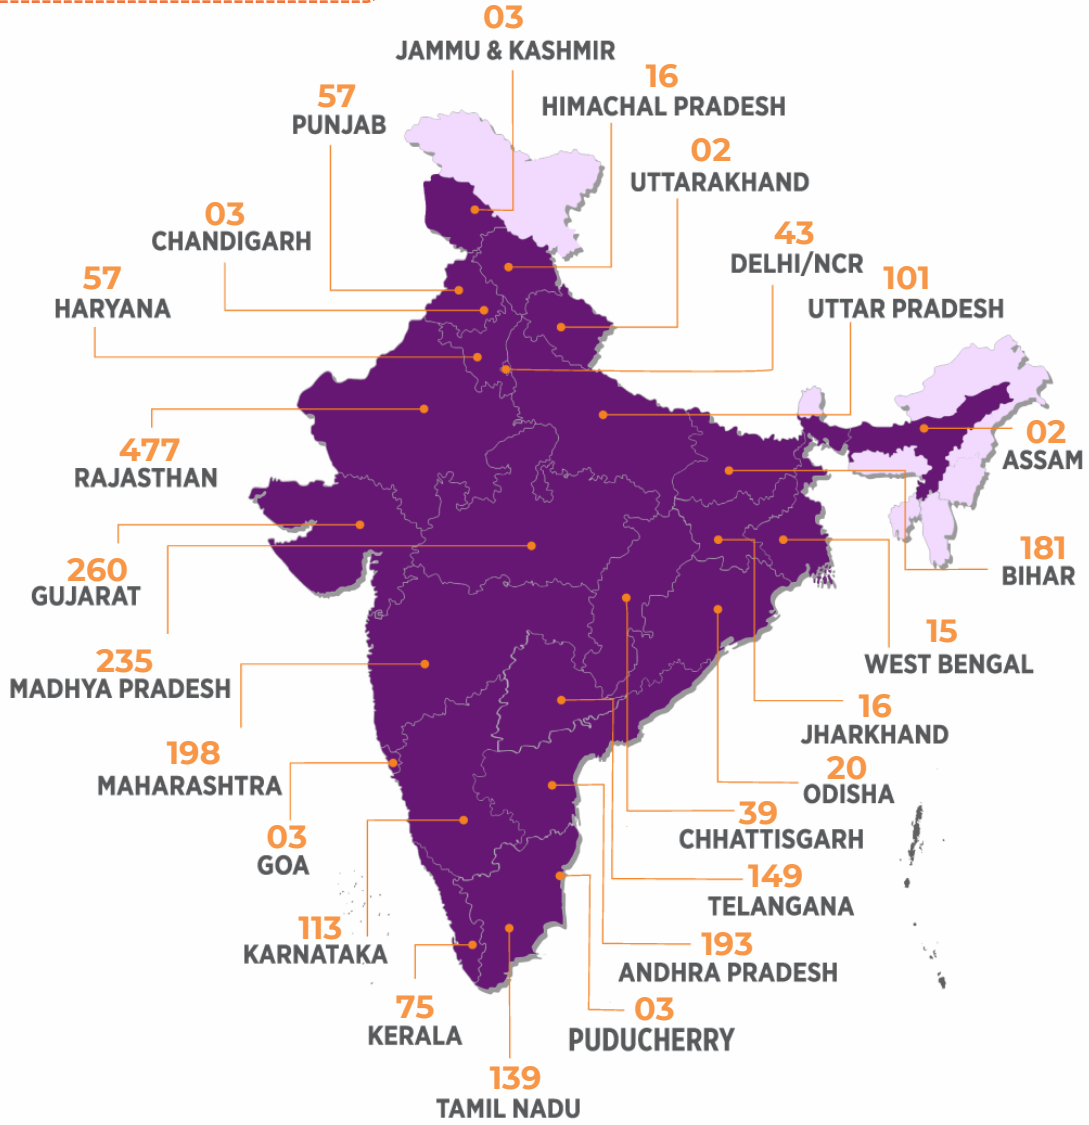 03
JAMMU & KASHMIR
16
HIMACHAL PRADESH
57
PUNJAB
02
UTTARAKHAND
03
CHANDIGARH
43
DELHI/NCR
57
HARYANA
101
UTTAR PRADESH
477
RAJASTHAN
02
ASSAM
260
GUJARAT
181
BIHAR
235
MADHYA PRADESH
15
WEST BENGAL
16
JHARKHAND
198
MAHARASHTRA
20
ODISHA
03
GOA
39
CHHATTISGARH
149
TELANGANA
113
KARNATAKA
193
ANDHRA PRADESH
75
KERALA
03
PUDUCHERRY
139
TAMIL NADU